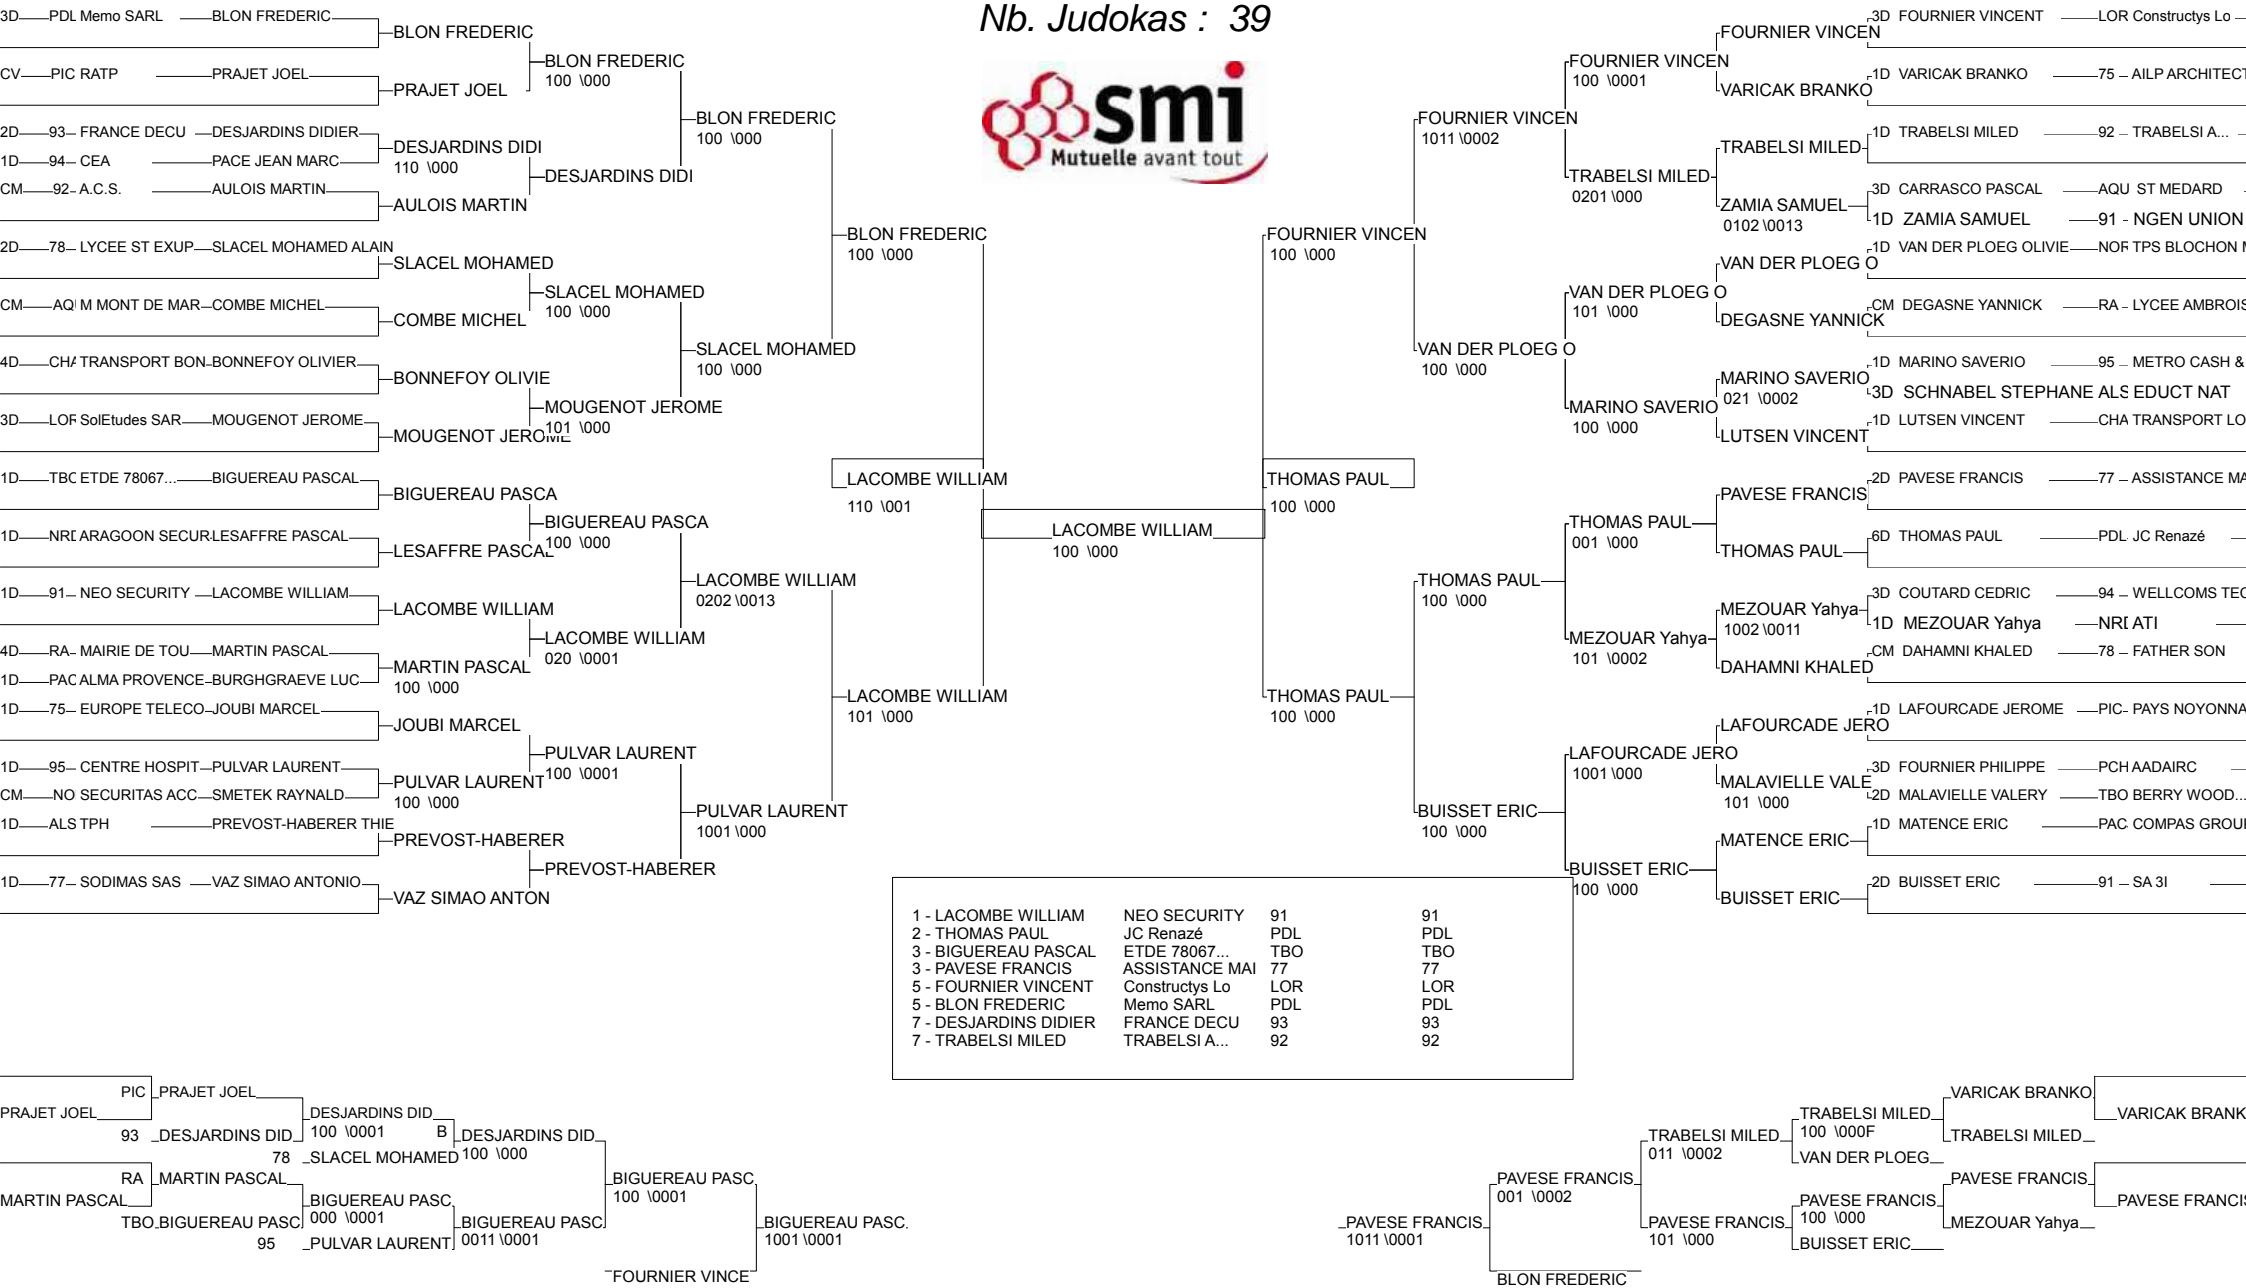 Nb. Judokas : 39
smi
Mutuelle avant tout
3D PDL Memo SARL BLON FREDERIC
CV PIC RATP PRAJET JOEL
2D 93 FRANCE DECU DESJARDINS DIDIER
1D 94 CEA PACE JEAN MARC
CM 92 A.C.S. AULOIS MARTIN
2D 78 LYCEE ST EXUP SLACEL MOHAMED ALAIN
CM AQ M MONT DE MAR COMBE MICHEL
4D CHA TRANSPORT BON BONNEFOY OLIVIER
3D LOR SolEtudes SAR MOUGENOT JEROME
1D TBO ETDE 78067... BIGUEREAU PASCAL
1D NRD ARAGOON SECUR LESAFFRE PASCAL
1D 91 NEO SECURITY LACOMBE WILLIAM
4D RA MAIRIE DE TOU MARTIN PASCAL
1D PAC ALMA PROVENCE BURGHGRAEVE LUC
1D 75 EUROPE TELECO JOUBI MARCEL
1D 95 CENTRE HOSPIT PULVAR LAURENT
CM NO SECURITAS ACC SMETEK RAYNALD
1D ALS TPH PREVOST-HABERER THIE
1D 77 SODIMAS SAS VAZ SIMAO ANTONIO
BLON FREDERIC
PRAJET JOEL
DESJARDINS DIDI
110 \000
AULOIS MARTIN
SLACEL MOHAMED
COMBE MICHEL
BONNEFOY OLIVIE
MOUGENOT JEROME
BIGUEREAU PASCA
LESAFFRE PASCAL
LACOMBE WILLIAM
MARTIN PASCAL
100 \000
JOUBI MARCEL
PULVAR LAURENT
100 \000
PREVOST-HABERER
VAZ SIMAO ANTON
BLON FREDERIC
100 \000
DESJARDINS DIDI
SLACEL MOHAMED
100 \000
MOUGENOT JEROME
101 \000
BIGUEREAU PASCA
100 \000
LACOMBE WILLIAM
020 \0001
PULVAR LAURENT
100 \0001
PREVOST-HABERER
BLON FREDERIC
100 \000
SLACEL MOHAMED
100 \000
LACOMBE WILLIAM
0202 \0013
PULVAR LAURENT
1001 \000
BLON FREDERIC
100 \000
LACOMBE WILLIAM
101 \000
LACOMBE WILLIAM
110 \001
LACOMBE WILLIAM
100 \000
THOMAS PAUL
100 \000
FOURNIER VINCEN
100 \000
THOMAS PAUL
100 \000
FOURNIER VINCEN
1011 \0002
VAN DER PLOEG O
100 \000
THOMAS PAUL
100 \000
BUISSET ERIC
100 \000
FOURNIER VINCEN
100 \0001
TRABELSI MILED
0201 \000
VAN DER PLOEG O
101 \000
MARINO SAVERIO
100 \000
THOMAS PAUL
001 \000
MEZOUAR Yahya
101 \0002
LAFOURCADE JERO
1001 \000
BUISSET ERIC
100 \000
FOURNIER VINCEN
VARICAK BRANKO
TRABELSI MILED
ZAMIA SAMUEL
0102 \0013
VAN DER PLOEG O
DEGASNE YANNICK
MARINO SAVERIO
021 \0002
LUTSEN VINCENT
PAVESE FRANCIS
THOMAS PAUL
MEZOUAR Yahya
1002 \0011
DAHAMNI KHALED
LAFOURCADE JERO
MALAVIELLE VALE
101 \000
MATENCE ERIC
BUISSET ERIC
3D FOURNIER VINCENT LOR Constructys Lo
1D VARICAK BRANKO 75 AILP ARCHITECT
1D TRABELSI MILED 92 TRABELSI A...
3D CARRASCO PASCAL AQU ST MEDARD
1D ZAMIA SAMUEL 91 - NGEN UNION
1D VAN DER PLOEG OLIVIE NOR TPS BLOCHON
CM DEGASNE YANNICK RA LYCEE AMBROIS
1D MARINO SAVERIO 95 METRO CASH &
3D SCHNABEL STEPHANE ALS EDUCT NAT
1D LUTSEN VINCENT CHA TRANSPORT LO
2D PAVESE FRANCIS 77 ASSISTANCE MA
6D THOMAS PAUL PDL JC Renazé
3D COUTARD CEDRIC 94 WELLCOMS TEC
1D MEZOUAR Yahya NRD ATI
CM DAHAMNI KHALED 78 FATHER SON
1D LAFOURCADE JEROME PIC PAYS NOYONNA
3D FOURNIER PHILIPPE PCH AADAIRC
2D MALAVIELLE VALERY TBO BERRY WOOD...
1D MATENCE ERIC PAC COMPAS GROU
2D BUISSET ERIC 91 SA 3I
1 - LACOMBE WILLIAM NEO SECURITY 91 91
2 - THOMAS PAUL JC Renazé PDL PDL
3 - BIGUEREAU PASCAL ETDE 78067... TBO TBO
3 - PAVESE FRANCIS ASSISTANCE MAI 77 77
5 - FOURNIER VINCENT Constructys Lo LOR LOR
5 - BLON FREDERIC Memo SARL PDL PDL
7 - DESJARDINS DIDIER FRANCE DECU 93 93
7 - TRABELSI MILED TRABELSI A... 92 92
PRAJET JOEL
MARTIN PASCAL
PIC PRAJET JOEL
93 DESJARDINS DID
RA MARTIN PASCAL
TBO BIGUEREAU PASC
DESJARDINS DID
100 \0001 B
78 SLACEL MOHAMED
BIGUEREAU PASC
000 \0001
95 PULVAR LAURENT
DESJARDINS DID
100 \000
BIGUEREAU PASC
0011 \0001
BIGUEREAU PASC
100 \0001
FOURNIER VINCE
BIGUEREAU PASC.
1001 \0001
PAVESE FRANCIS
1011 \0001
PAVESE FRANCIS
001 \0002
BLON FREDERIC
TRABELSI MILED
011 \0002
PAVESE FRANCIS
101 \000
TRABELSI MILED
100 \000F
VAN DER PLOEG
PAVESE FRANCIS
100 \000
BUISSET ERIC
VARICAK BRANKO
TRABELSI MILED
PAVESE FRANCIS
MEZOUAR Yahya
VARICAK BRANK
PAVESE FRANCIS